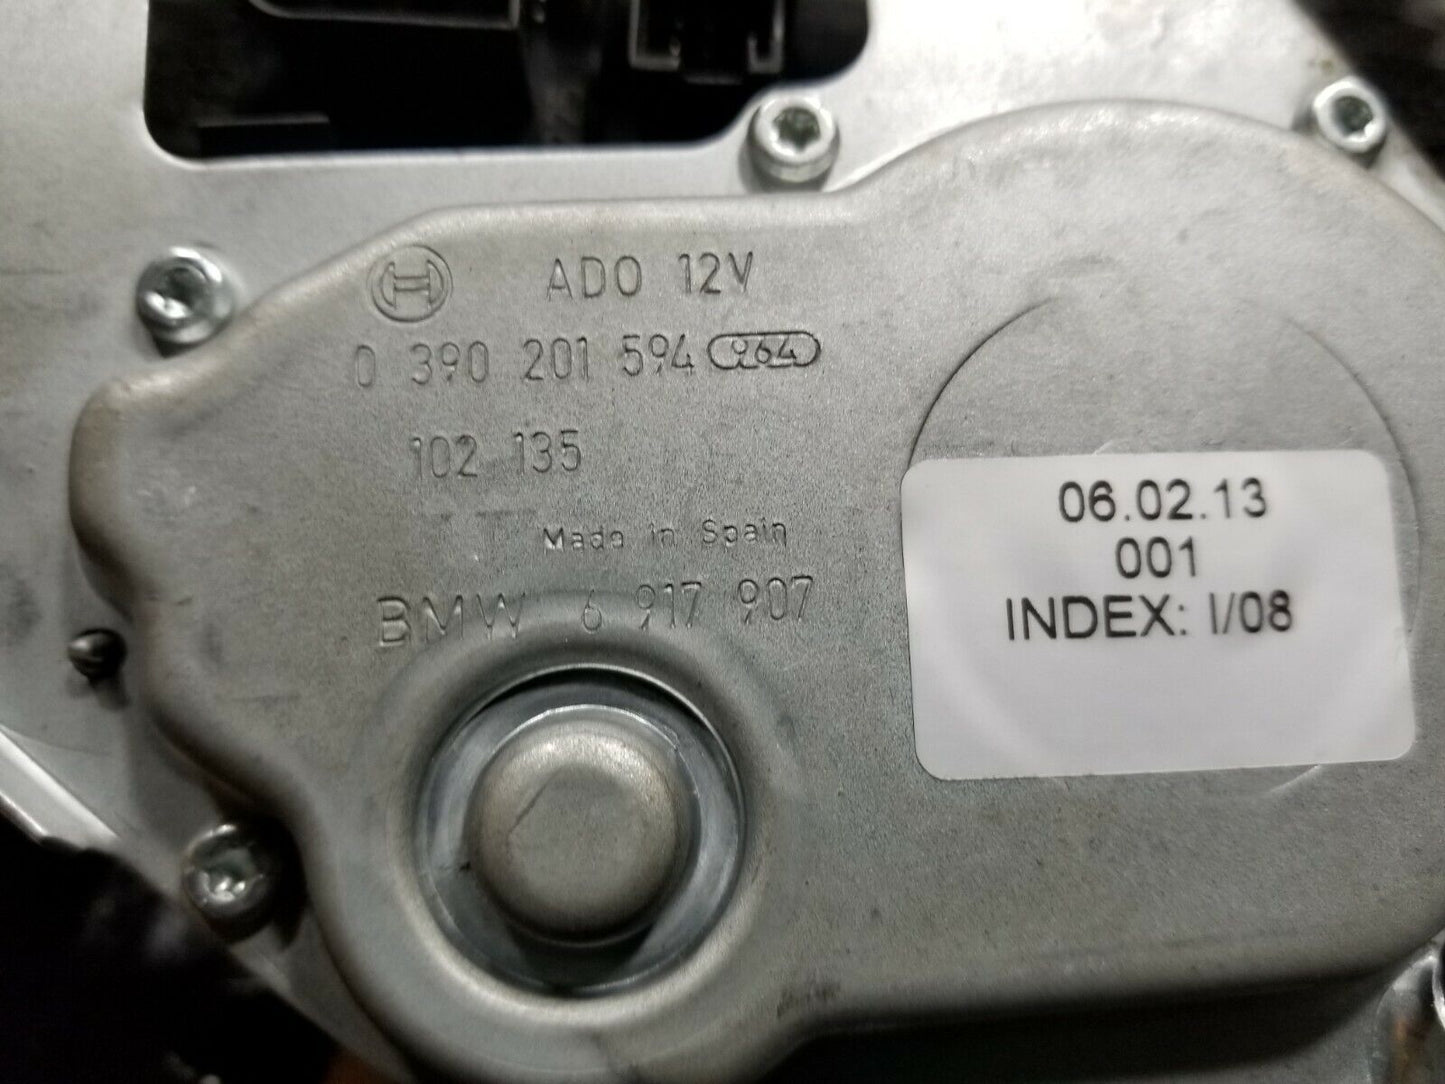 ADO 12V
0 390 201 594 964
102 135
Made in Spain
BMW 6 917 907
06.02.13
001
INDEX: I/08